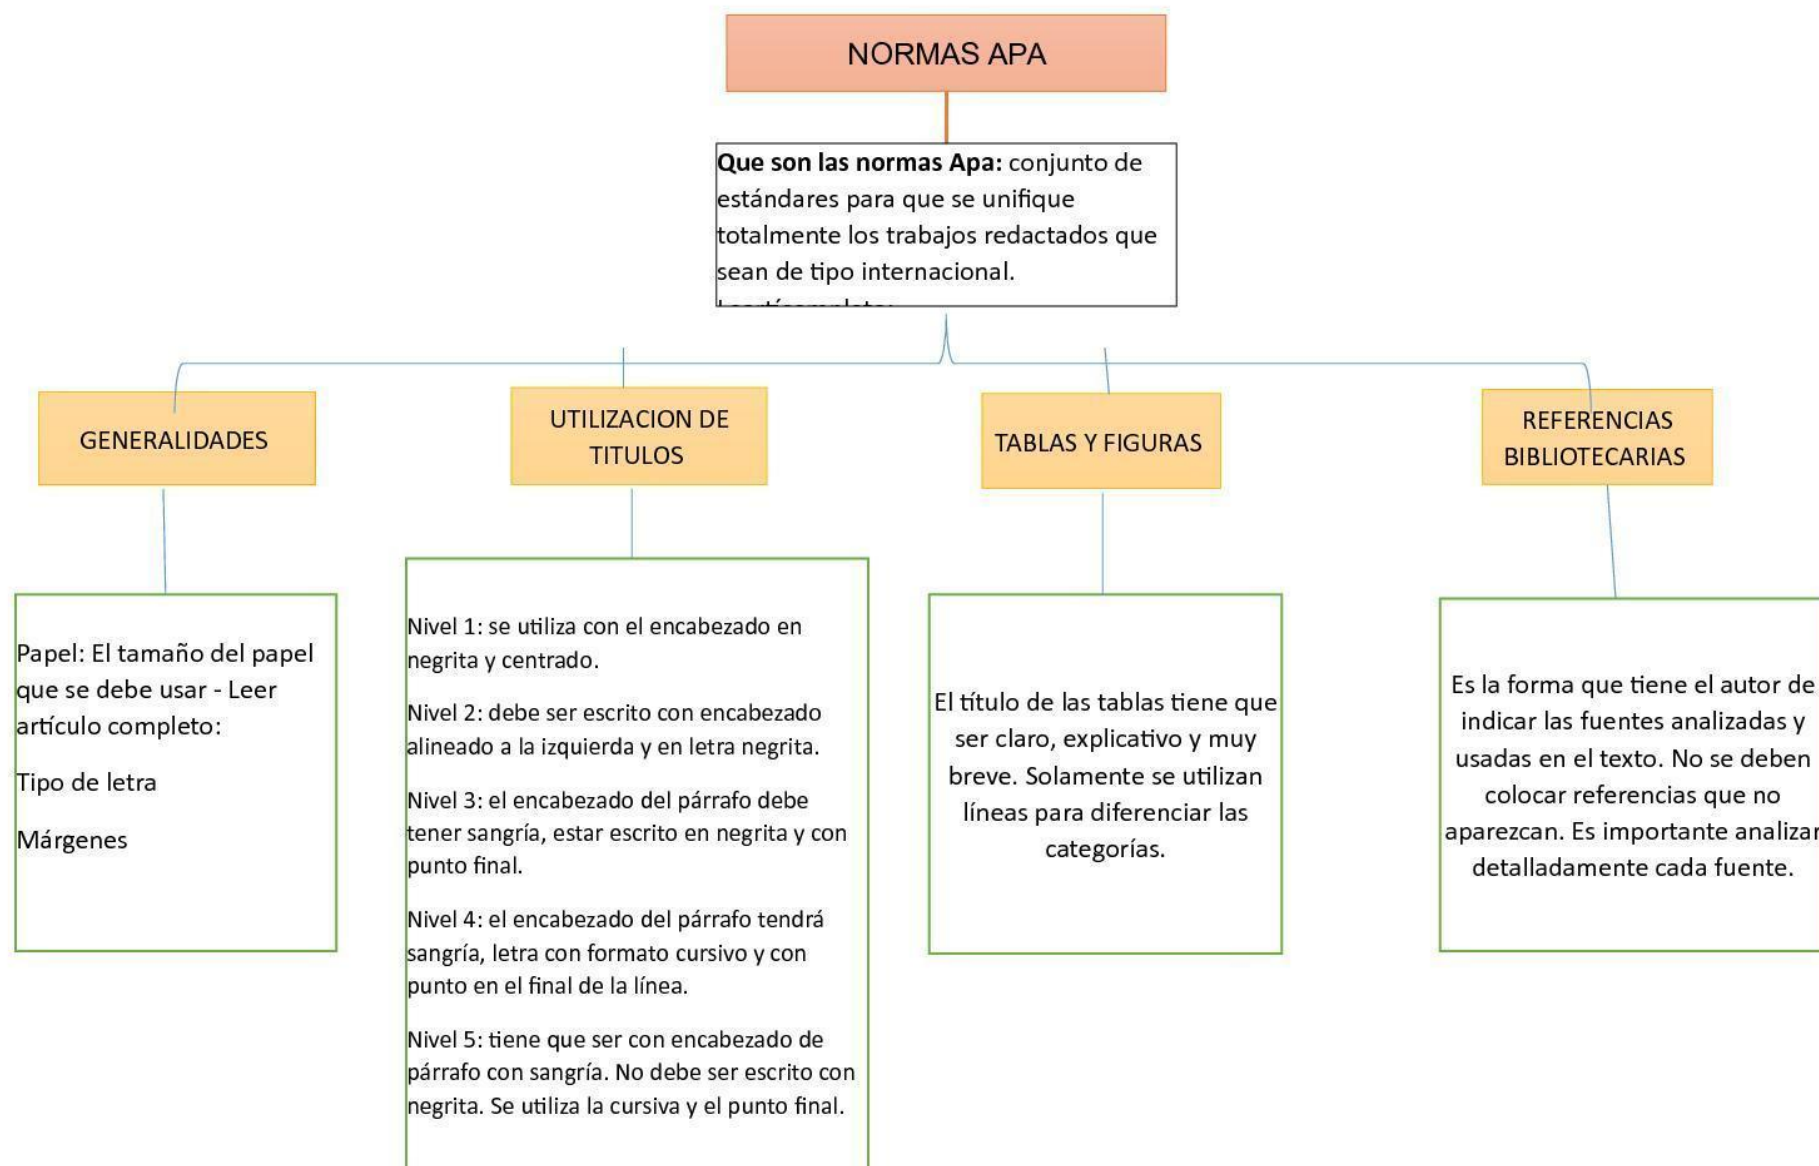 NORMAS APA
Que son las normas Apa: conjunto de
estándares para que se unifique
totalmente los trabajos redactados que
sean de tipo internacional.
GENERALIDADES
UTILIZACION DE
TITULOS
TABLAS Y FIGURAS
REFERENCIAS
BIBLIOTECARIAS
Papel: El tamaño del papel
que se debe usar - Leer
artículo completo:
Tipo de letra
Márgenes
Nivel 1: se utiliza con el encabezado en
negrita y centrado.
Nivel 2: debe ser escrito con encabezado
alineado a la izquierda y en letra negrita.
Nivel 3: el encabezado del párrafo debe
tener sangría, estar escrito en negrita y con
punto final.
Nivel 4: el encabezado del párrafo tendrá
sangría, letra con formato cursivo y con
punto en el final de la línea.
Nivel 5: tiene que ser con encabezado de
párrafo con sangría. No debe ser escrito con
negrita. Se utiliza la cursiva y el punto final.
El título de las tablas tiene que
ser claro, explicativo y muy
breve. Solamente se utilizan
líneas para diferenciar las
categorías.
Es la forma que tiene el autor de
indicar las fuentes analizadas y
usadas en el texto. No se deben
colocar referencias que no
aparezcan. Es importante analizar
detalladamente cada fuente.